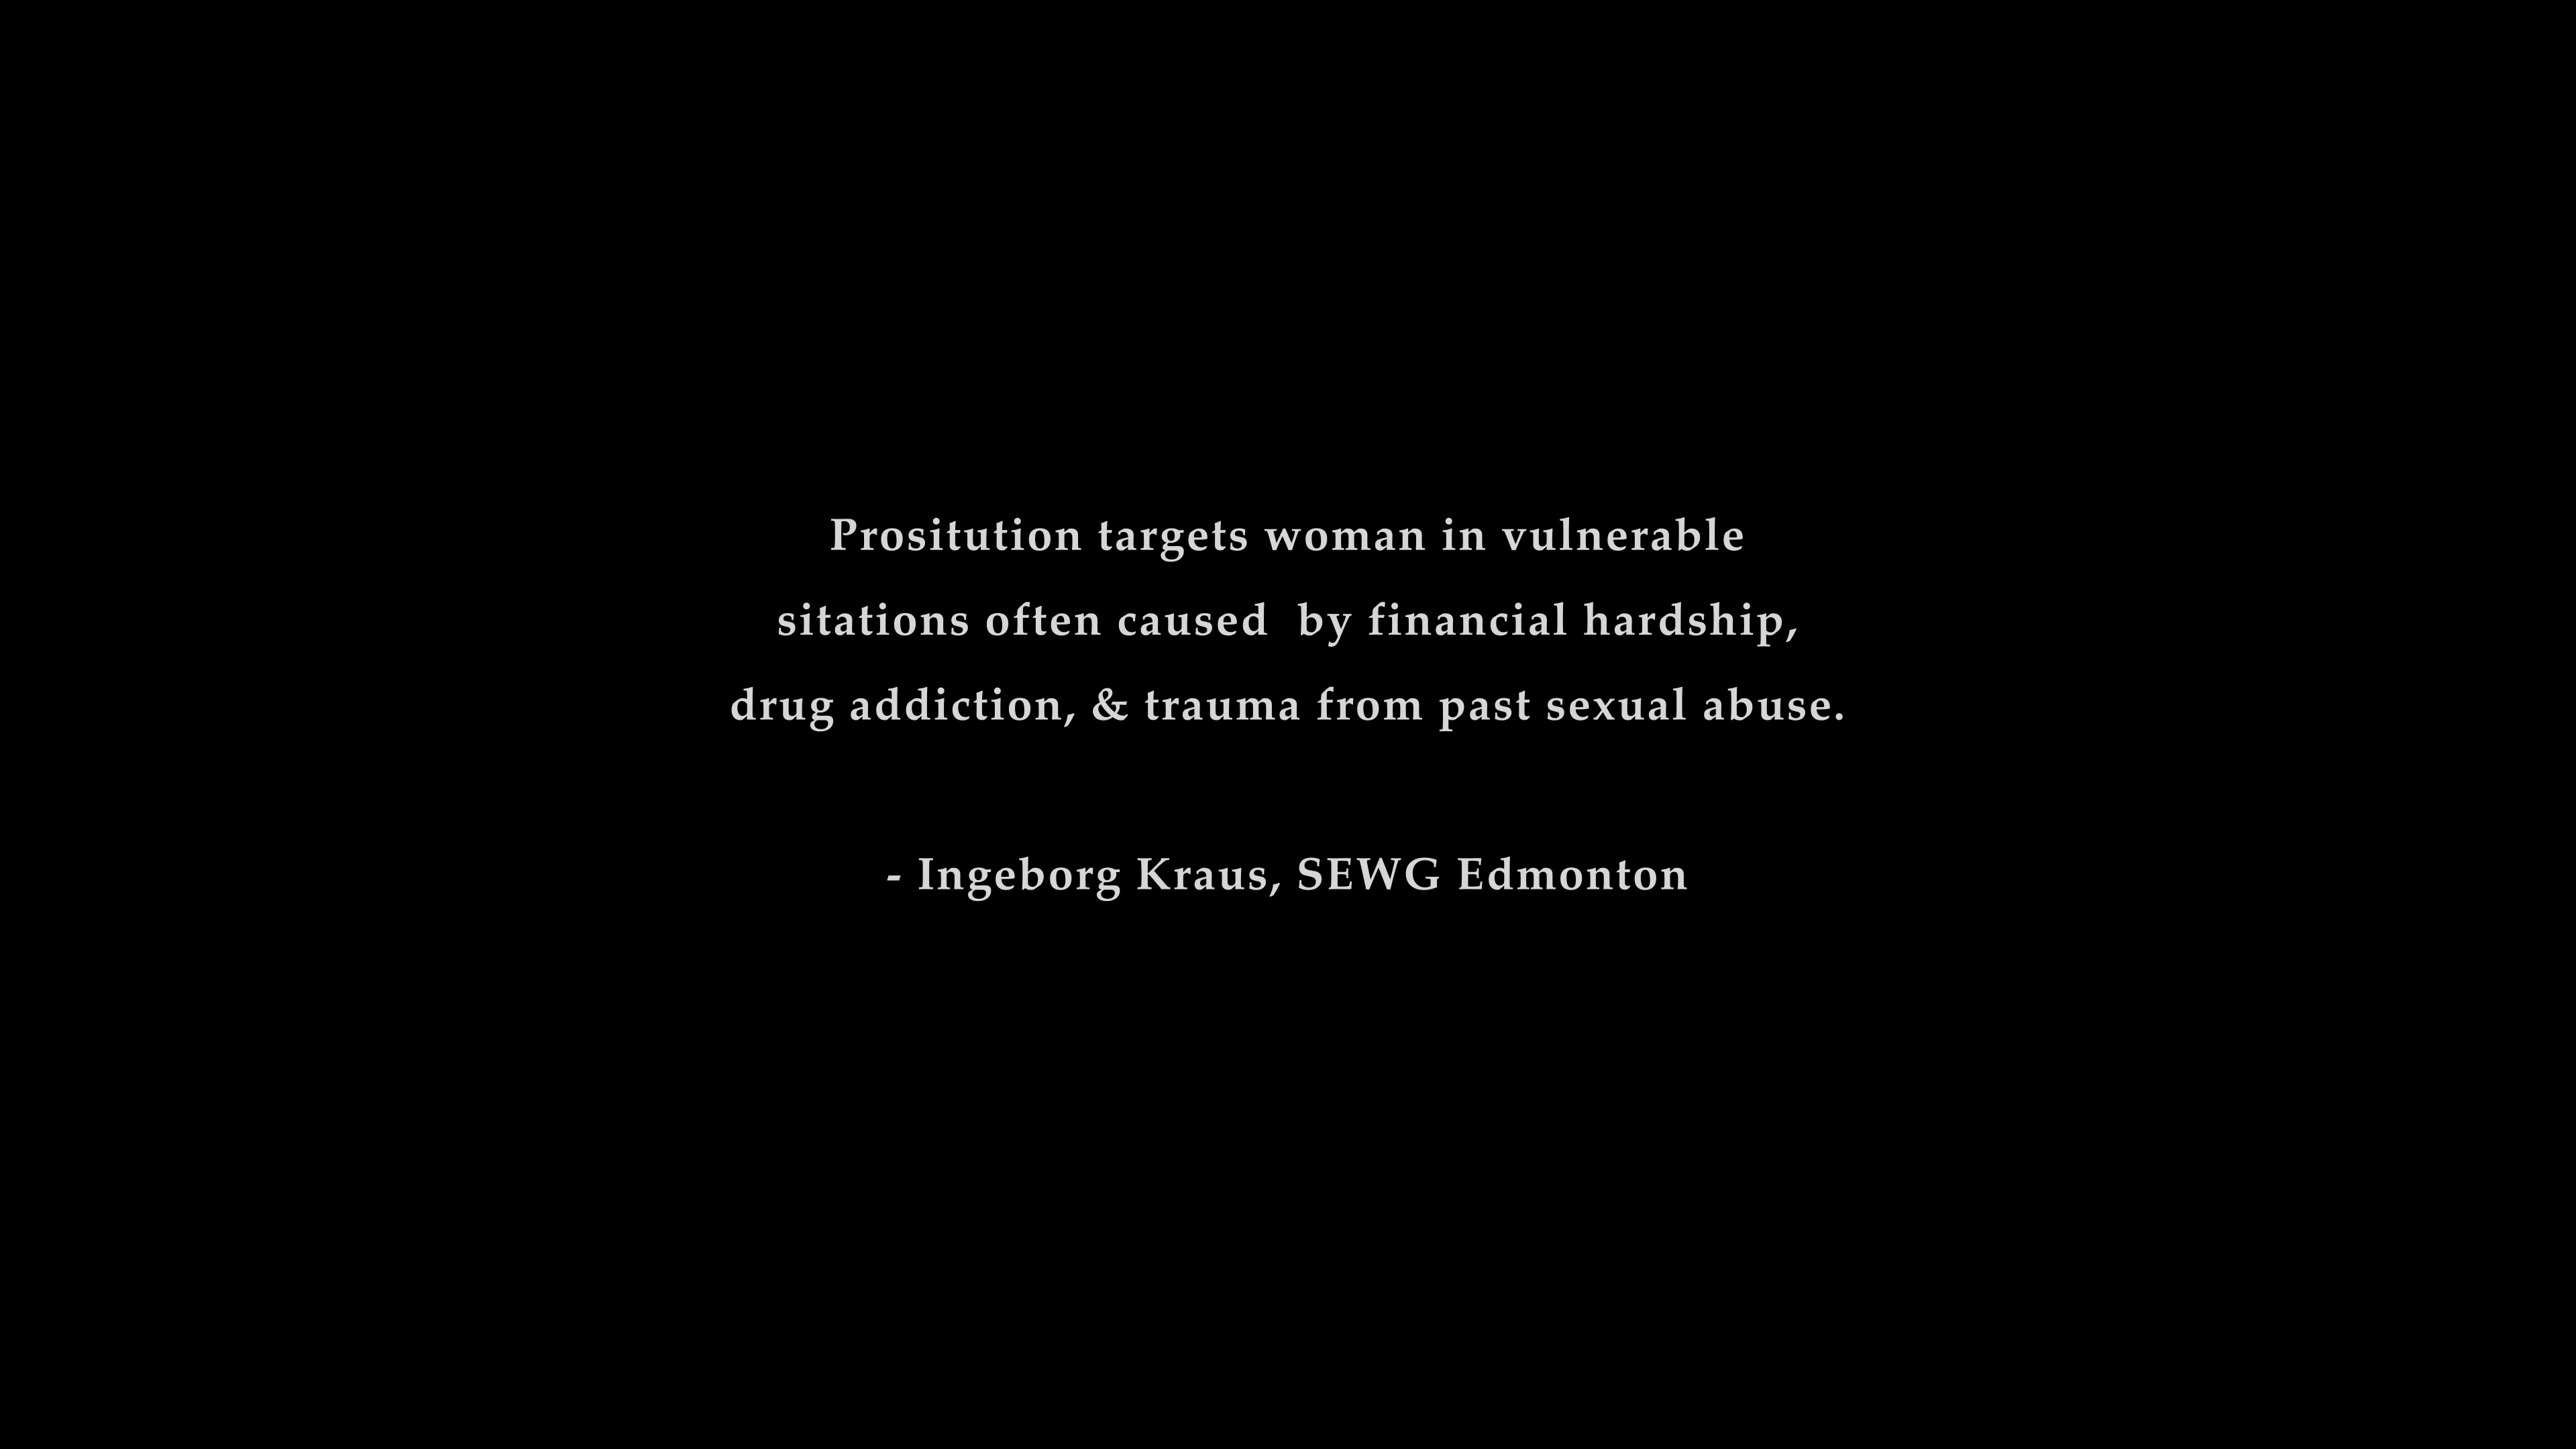 Prositution targets woman in vulnerable
sitations often caused  by financial hardship,
drug addiction, & trauma from past sexual abuse.
- Ingeborg Kraus, SEWG Edmonton